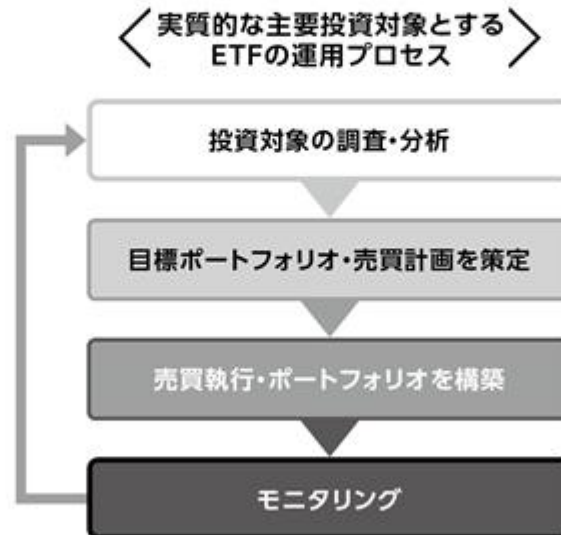 実質的な主要投資対象とする
ETFの運用プロセス
投資対象の調査・分析
目標ポートフォリオ・売買計画を策定
売買執行・ポートフォリオを構築
モニタリング